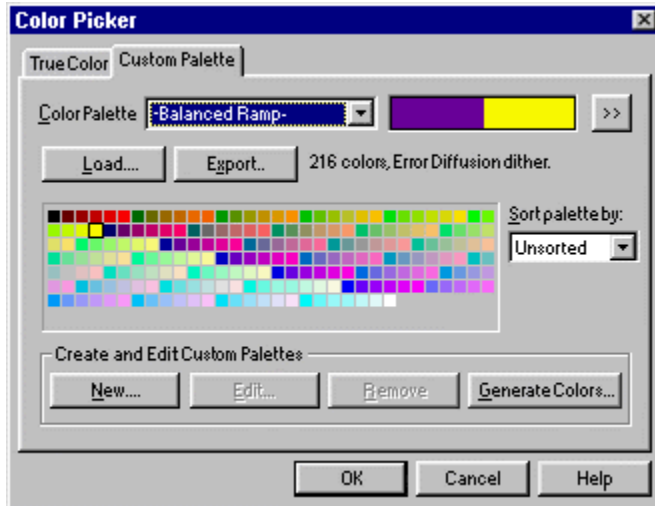 Color Picker
True Color Custom Palette
Color Palette -Balanced Ramp- >>
Load.... Export.. 216 colors, Error Diffusion dither.
Sort palette by:
Unsorted
Create and Edit Custom Palettes
New.... Edit... Remove Generate Colors...
OK Cancel Help